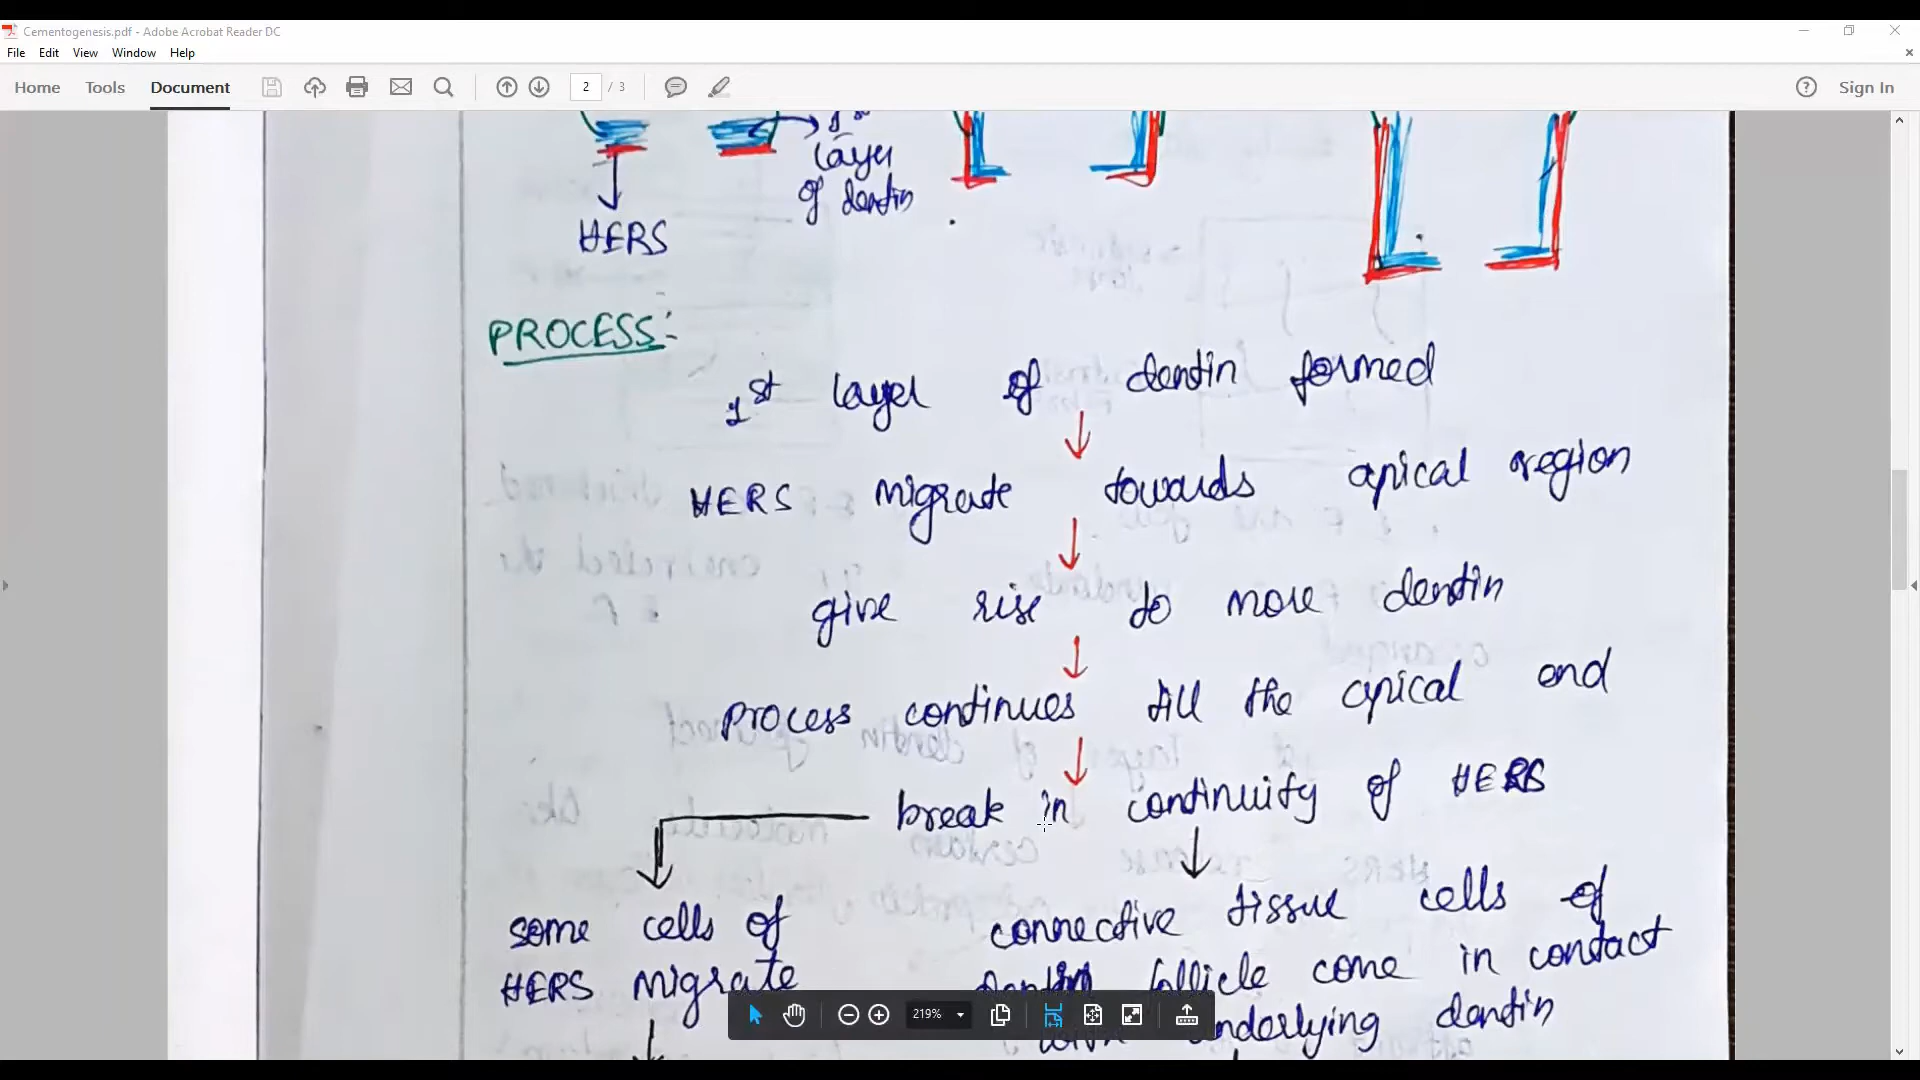 Cementogenesis.pdf - Adobe Acrobat Reader DC
File Edit View Window Help
Home Tools Document 2 / 3 Sign In
layer
of dentin
HERS
PROCESS:
1st layer of dentin formed
HERS migrate towards apical region
give rise to more dentin
Process continues till the apical end
break in continuity of HERS
some cells of
HERS migrate
connective tissue cells of
follicle come in contact
underlying dentin
219%